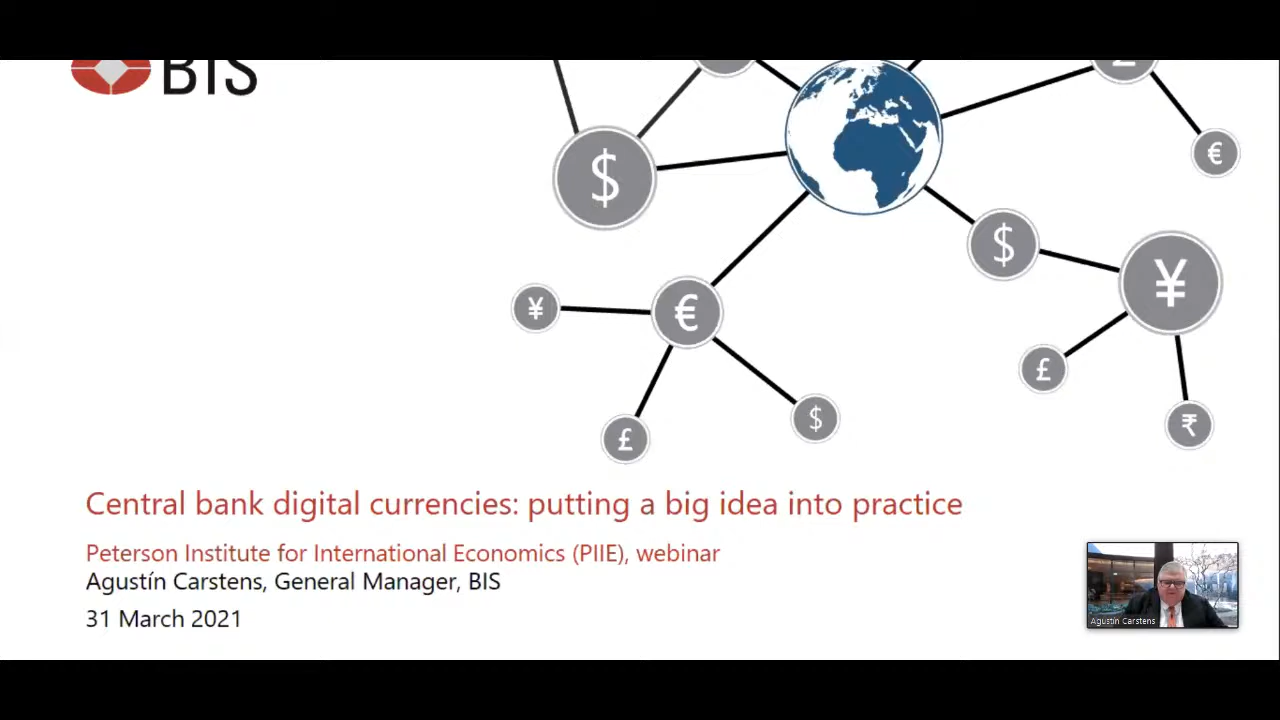 BIS
$
€
$
¥
¥
€
£
£
$
₹
Central bank digital currencies: putting a big idea into practice
Peterson Institute for International Economics (PIIE), webinar
Agustín Carstens, General Manager, BIS
31 March 2021
Agustín Carstens